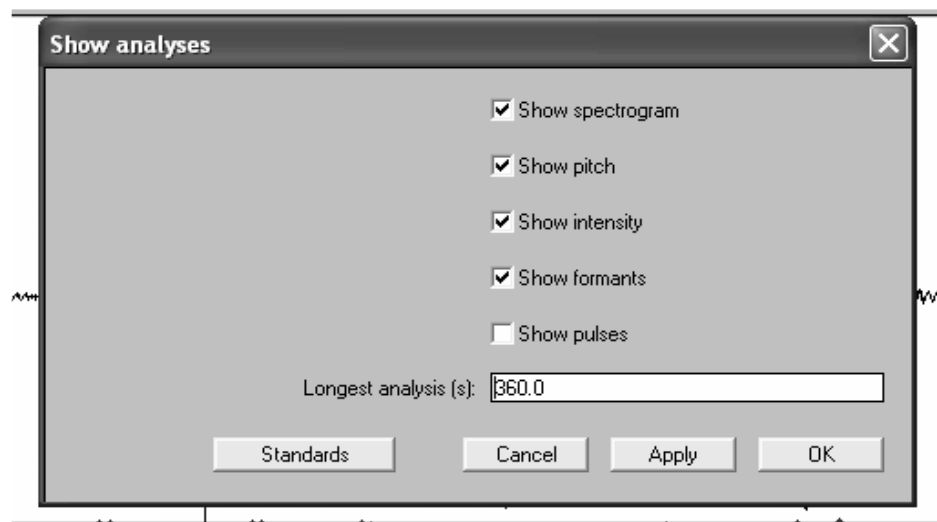 Show analyses
Show spectrogram
Show pitch
Show intensity
Show formants
Show pulses
Longest analysis (s): 360.0
Standards Cancel Apply OK